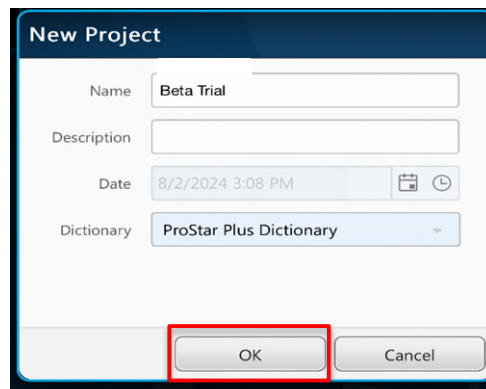 New Project
Name Beta Trial
Description
Date 8/2/2024 3:08 PM
Dictionary ProStar Plus Dictionary
OK Cancel